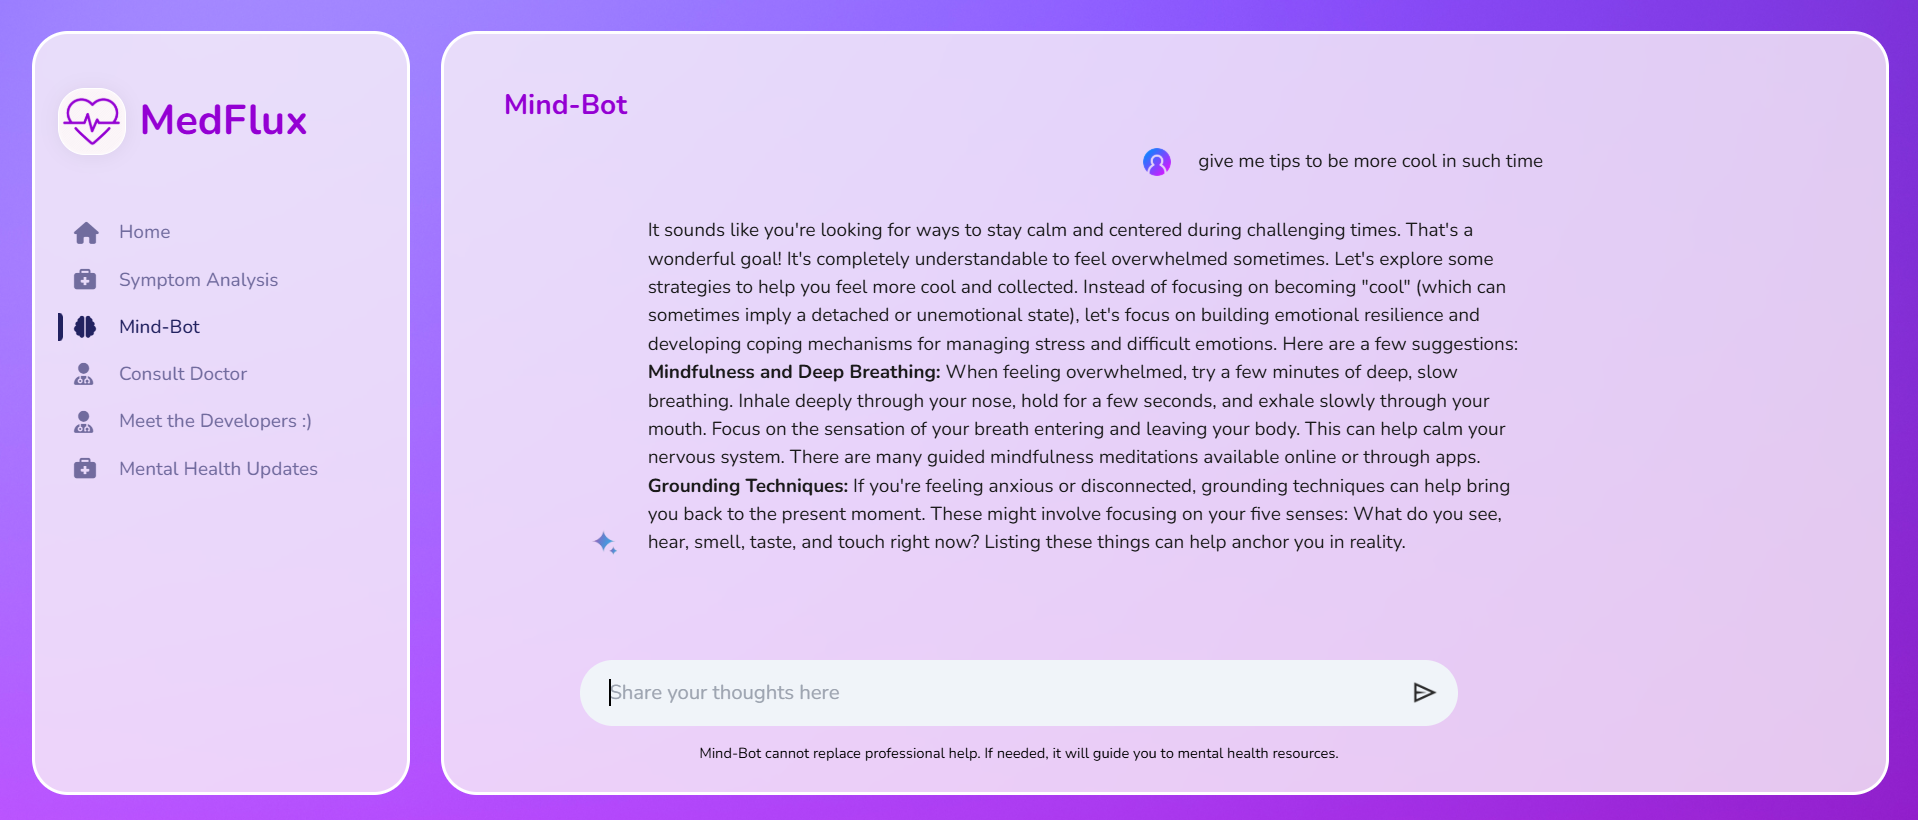 MedFlux
Home
Symptom Analysis
Mind-Bot
Consult Doctor
Meet the Developers :)
Mental Health Updates
Mind-Bot
give me tips to be more cool in such time
It sounds like you're looking for ways to stay calm and centered during challenging times. That's a
wonderful goal! It's completely understandable to feel overwhelmed sometimes. Let's explore some
strategies to help you feel more cool and collected. Instead of focusing on becoming "cool" (which can
sometimes imply a detached or unemotional state), let's focus on building emotional resilience and
developing coping mechanisms for managing stress and difficult emotions. Here are a few suggestions:
Mindfulness and Deep Breathing: When feeling overwhelmed, try a few minutes of deep, slow
breathing. Inhale deeply through your nose, hold for a few seconds, and exhale slowly through your
mouth. Focus on the sensation of your breath entering and leaving your body. This can help calm your
nervous system. There are many guided mindfulness meditations available online or through apps.
Grounding Techniques: If you're feeling anxious or disconnected, grounding techniques can help bring
you back to the present moment. These might involve focusing on your five senses: What do you see,
hear, smell, taste, and touch right now? Listing these things can help anchor you in reality.
Share your thoughts here
Mind-Bot cannot replace professional help. If needed, it will guide you to mental health resources.